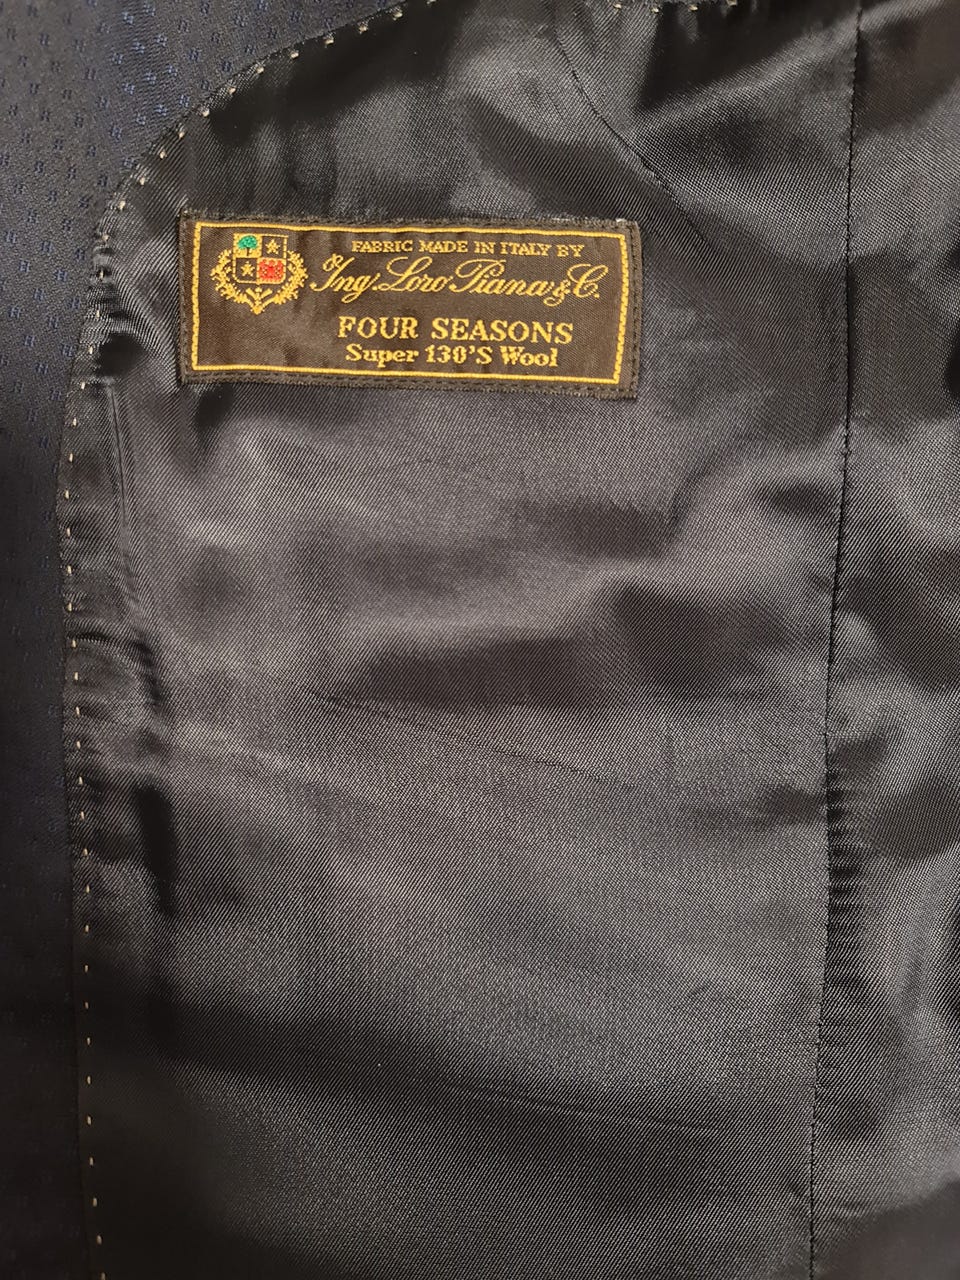 FABRIC MADE IN ITALY BY
Ing. Loro Piana & C.
FOUR SEASONS
Super 130'S Wool